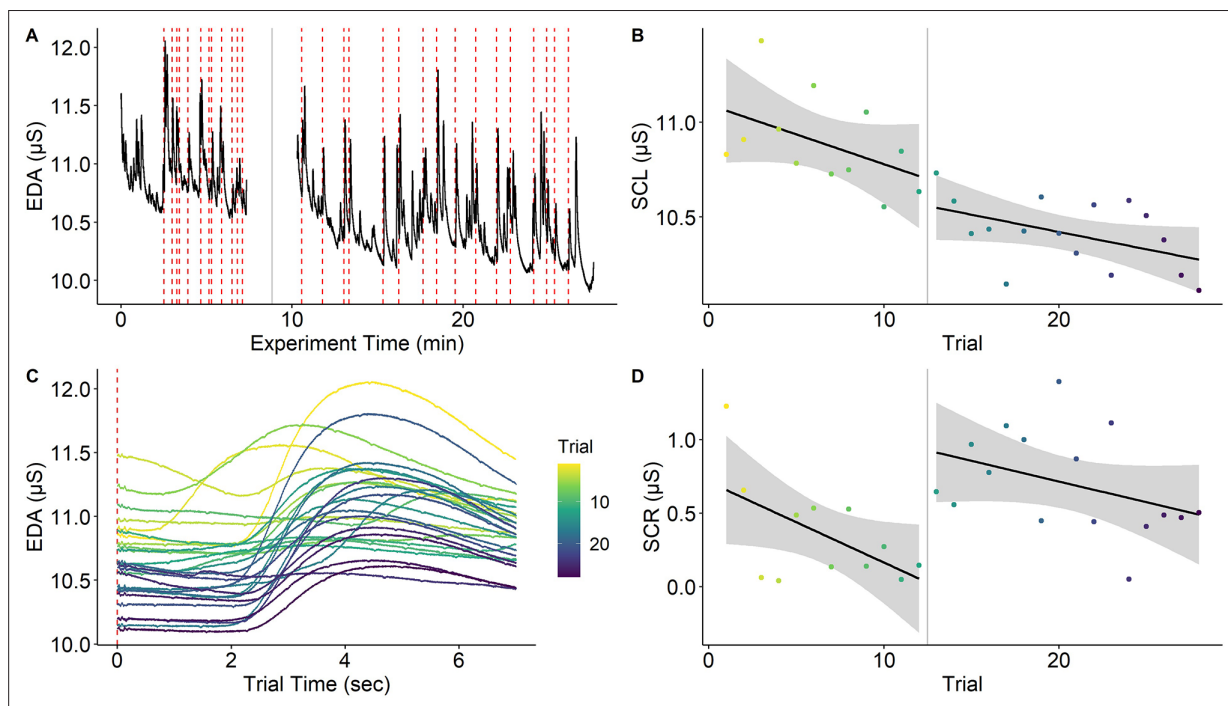 A
12.0
11.5
11.0
10.5
10.0
EDA (µS)
0
10
20
Experiment Time (min)
B
11.0
10.5
SCL (µS)
0
10
20
Trial
C
12.0
11.5
11.0
10.5
10.0
EDA (µS)
0
2
4
6
Trial Time (sec)
Trial
10
20
D
1.0
0.5
0.0
SCR (µS)
0
10
20
Trial